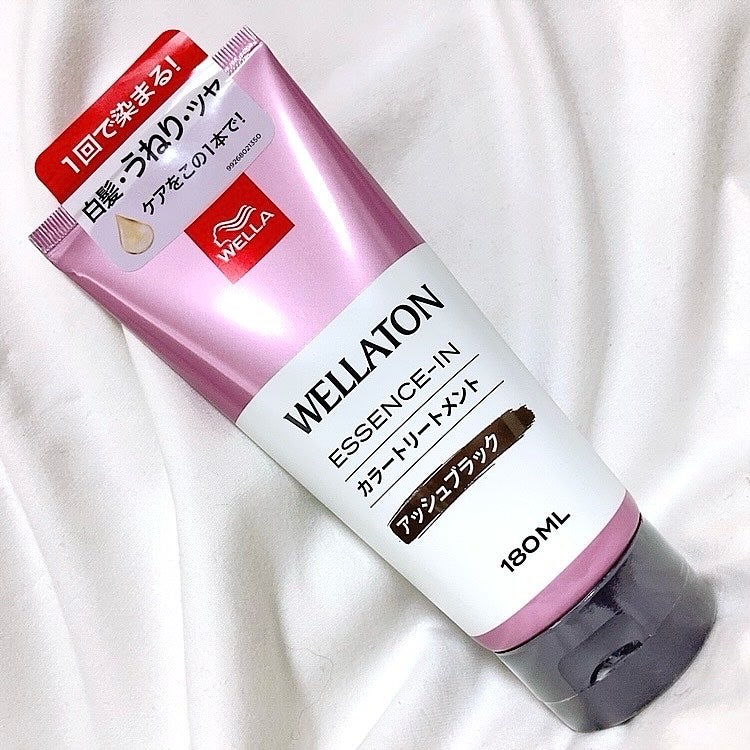 1回で染まる!
白髪・うねり・ツヤ
ケアをこの1本で!
99268021350
WELLA
WELLATON
ESSENCE-IN
カラートリートメント
アッシュブラック
180ML